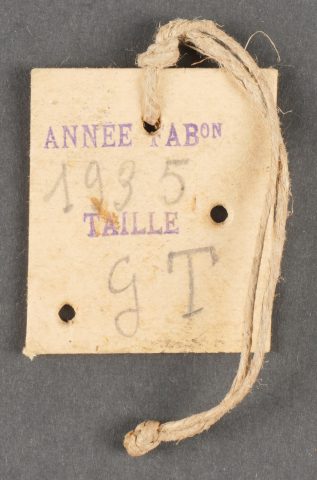 ANNÉE FABON
1935
TAILLE
GT